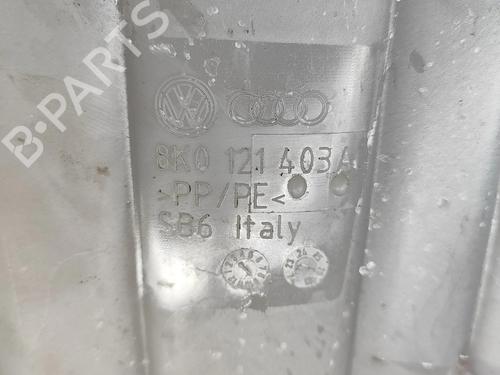 B-PARTS
8K0 121 403A
>PP/PE<
SB6 Italy